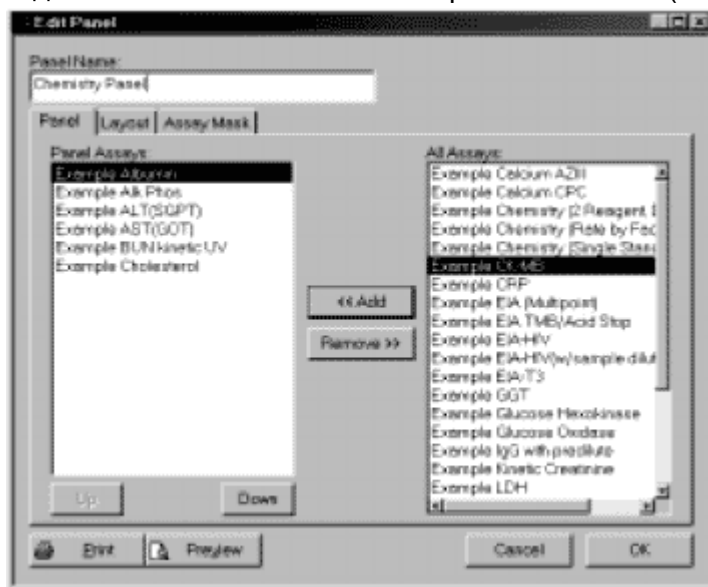 Edit Panel
Panel Name:
Chemistry Panel
Panel
Layout
Assay Mask
Panel Assays:
Example Albumin
Example Alk Phos
Example ALT(SGPT)
Example AST(GOT)
Example BUN kinetic UV
Example Cholesterol
Up
Down
<< Add
Remove >>
All Assays:
Example Calcium AZIII
Example Calcium CPC
Example Chemistry (2 Reagent
Example Chemistry (Rate by Fac
Example Chemistry (Single Stan
Example CK-MB
Example CRP
Example EIA (Multipoint)
Example EIA TMB/Acid Stop
Example EIA-HIV
Example EIA-HIV(w/sample dilut
Example EIA-T3
Example GGT
Example Glucose Hexokinase
Example Glucose Oxidase
Example IgG with predilute
Example Kinetic Creatinine
Example LDH
Print
Preview
Cancel
OK